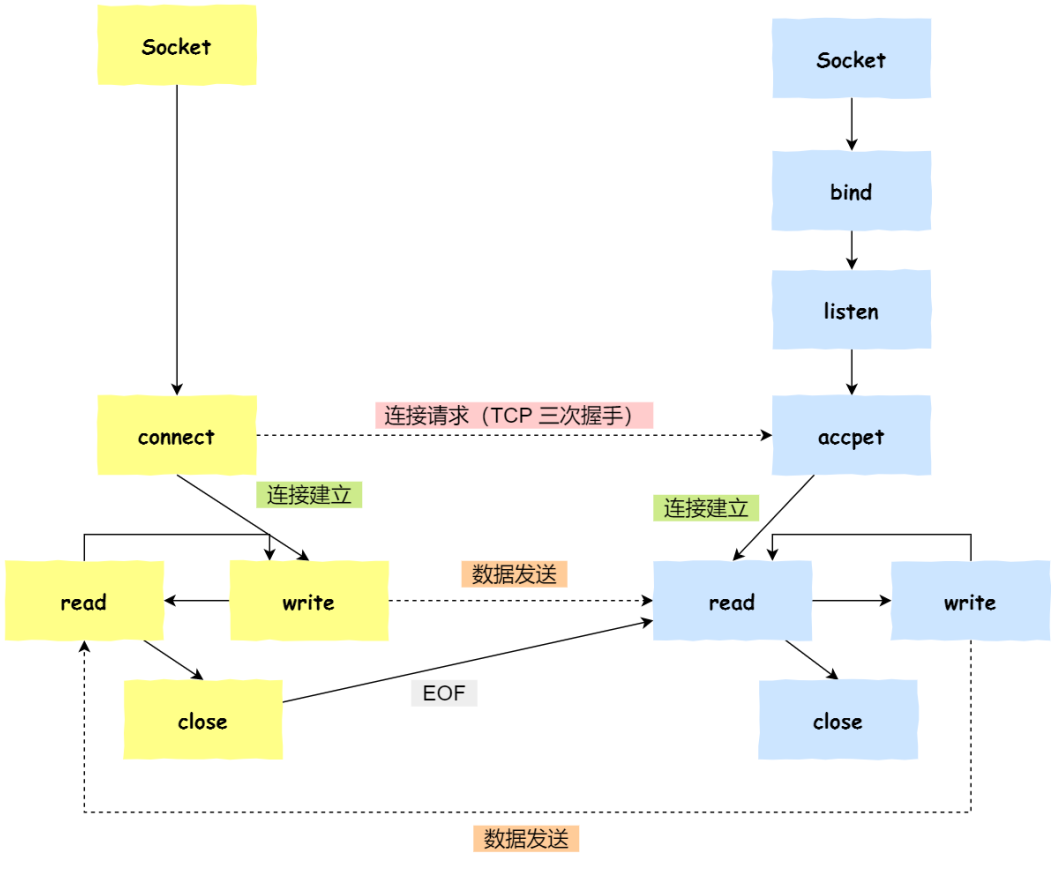 Socket
Socket
bind
listen
连接请求（TCP 三次握手）
connect
accpet
连接建立
连接建立
数据发送
read
write
read
write
EOF
close
close
数据发送